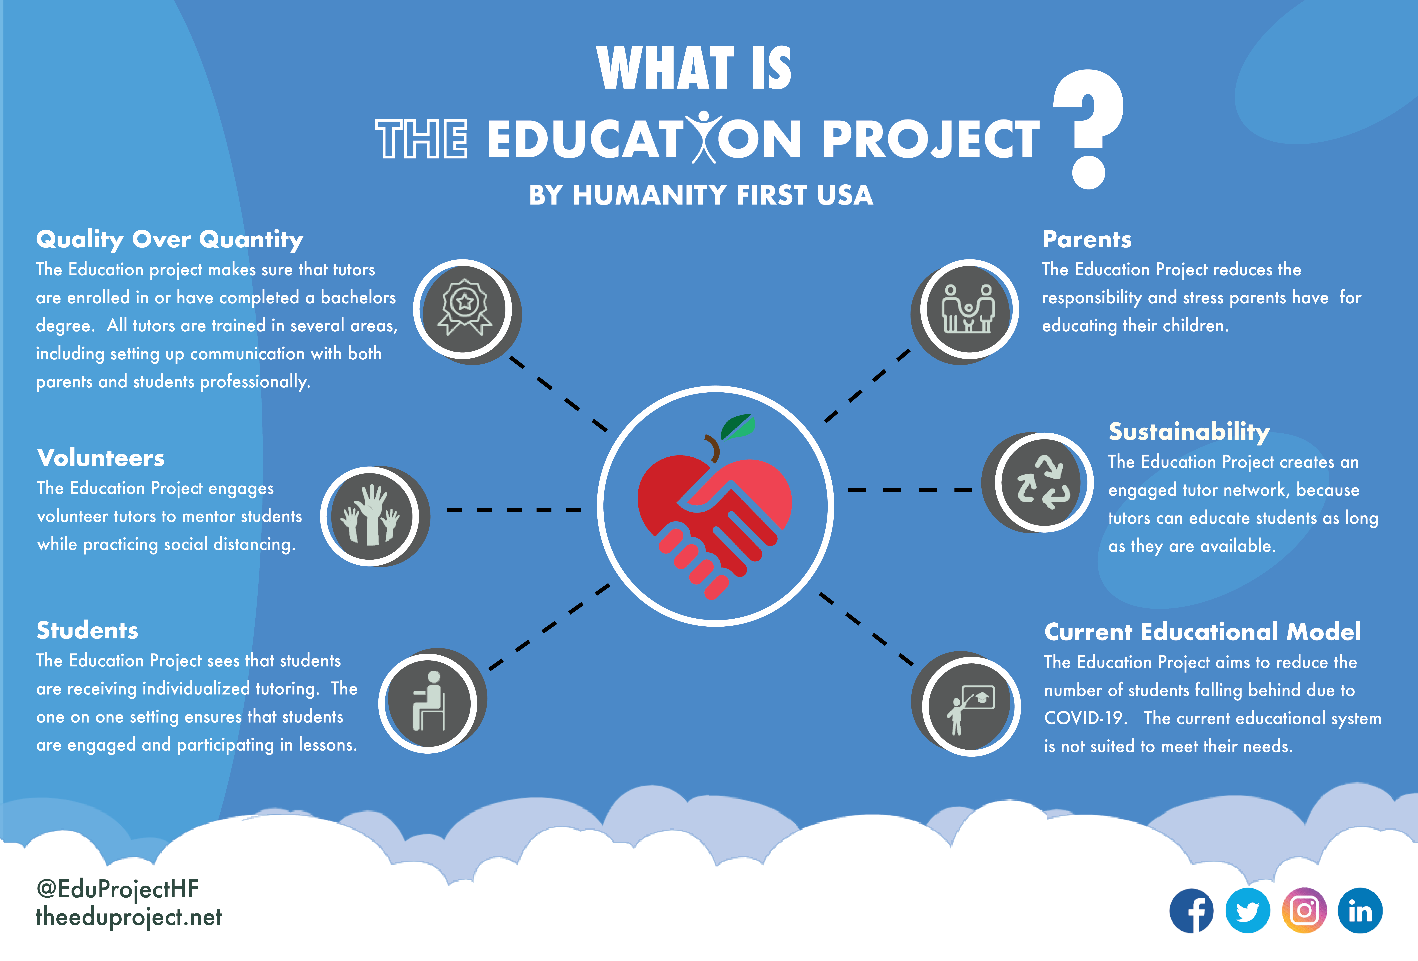 WHAT IS
THE EDUCATION PROJECT?
BY HUMANITY FIRST USA
Quality Over Quantity
The Education project makes sure that tutors
are enrolled in or have completed a bachelors
degree. All tutors are trained in several areas,
including setting up communication with both
parents and students professionally.
Volunteers
The Education Project engages
volunteer tutors to mentor students
while practicing social distancing.
Students
The Education Project sees that students
are receiving individualized tutoring. The
one on one setting ensures that students
are engaged and participating in lessons.
Parents
The Education Project reduces the
responsibility and stress parents have for
educating their children.
Sustainability
The Education Project creates an
engaged tutor network, because
tutors can educate students as long
as they are available.
Current Educational Model
The Education Project aims to reduce the
number of students falling behind due to
COVID-19. The current educational system
is not suited to meet their needs.
@EduProjectHF
theeduproject.net